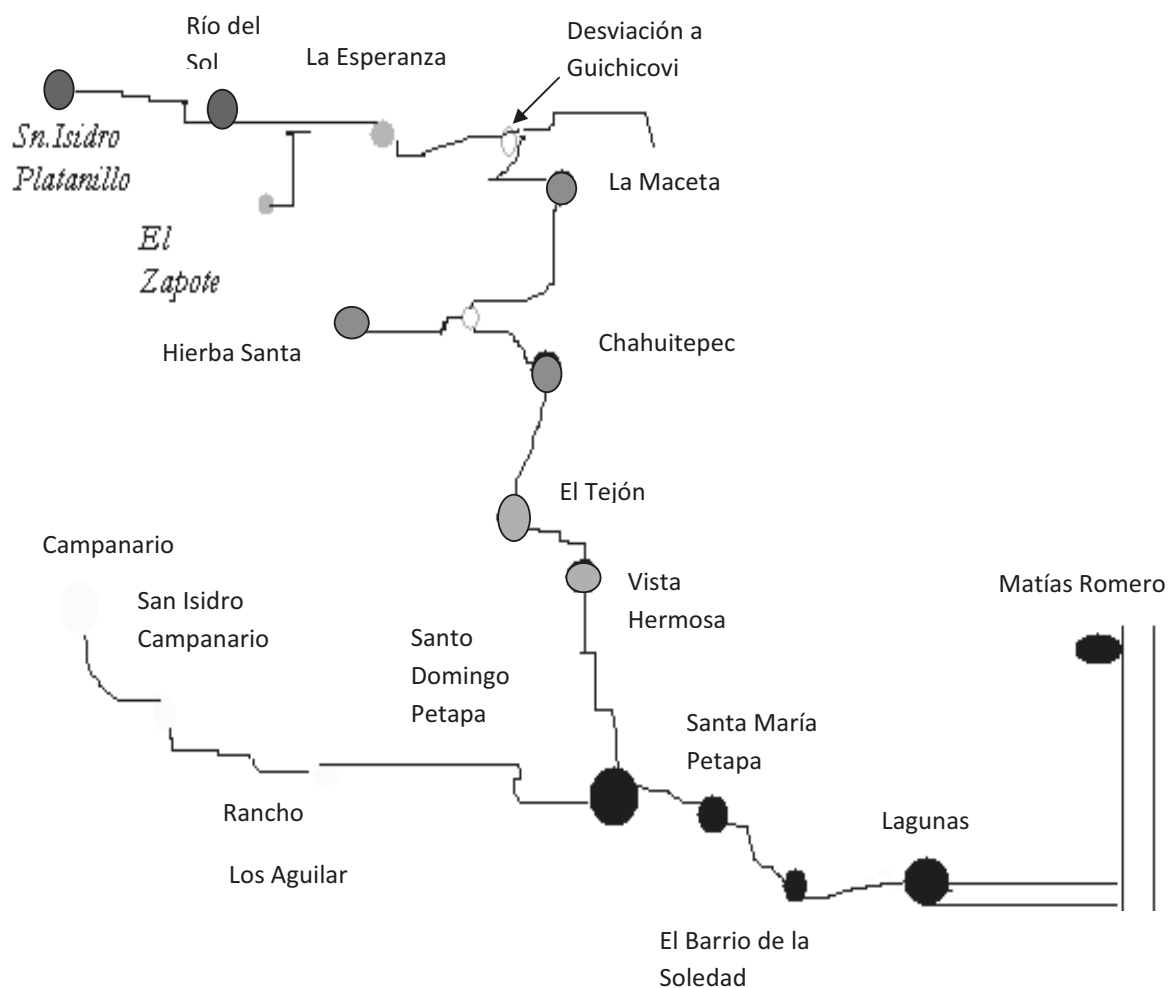 Río del
Sol
La Esperanza
Desviación a
Guichicovi
Sn.Isidro
Platanillo
La Maceta
El
Zapote
Hierba Santa
Chahuitepec
El Tejón
Campanario
San Isidro
Campanario
Vista
Hermosa
Matías Romero
Santo
Domingo
Petapa
Santa María
Petapa
Rancho
Los Aguilar
Lagunas
El Barrio de la
Soledad